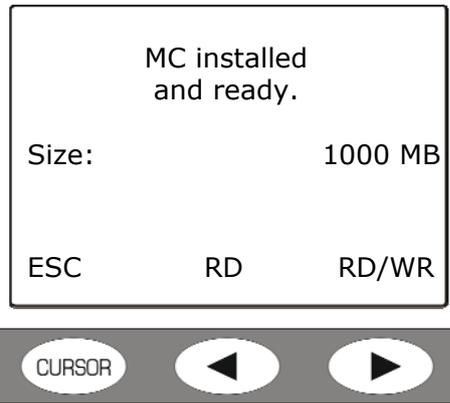 MC installed
and ready.
Size: 1000 MB
ESC RD RD/WR
CURSOR